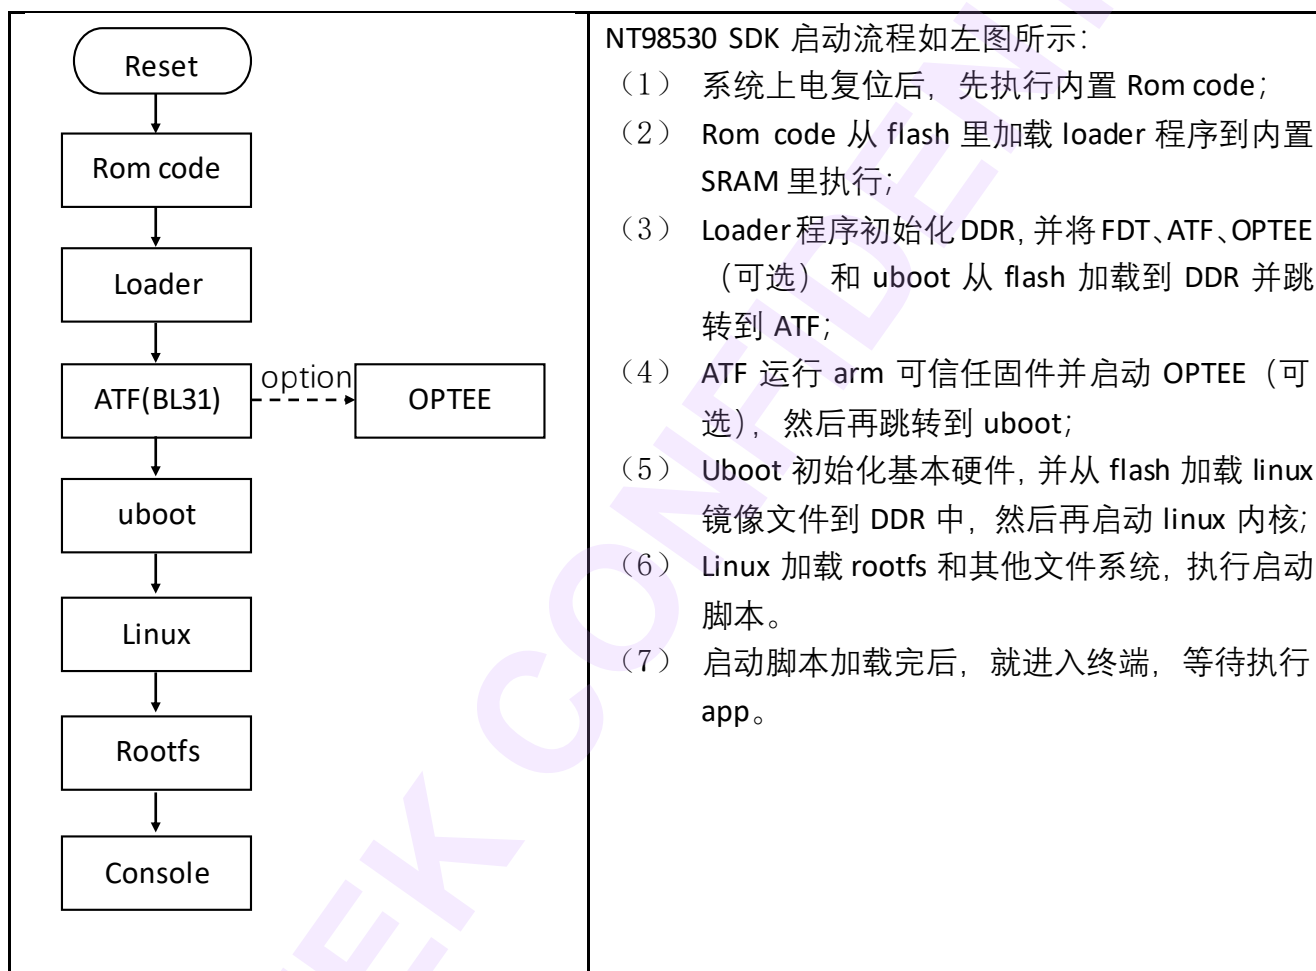 Reset
Rom code
Loader
ATF(BL31)
option
OPTEE
uboot
Linux
Rootfs
Console
NT98530 SDK 启动流程如左图所示：
（1） 系统上电复位后，先执行内置 Rom code；
（2） Rom code 从 flash 里加载 loader 程序到内置
SRAM 里执行；
（3） Loader 程序初始化 DDR，并将 FDT、ATF、OPTEE
（可选）和 uboot 从 flash 加载到 DDR 并跳
转到 ATF；
（4） ATF 运行 arm 可信任固件并启动 OPTEE（可
选），然后再跳转到 uboot；
（5） Uboot 初始化基本硬件，并从 flash 加载 linux
镜像文件到 DDR 中，然后再启动 linux 内核；
（6） Linux 加载 rootfs 和其他文件系统，执行启动
脚本。
（7） 启动脚本加载完后，就进入终端，等待执行
app。
EK CONFIDENT